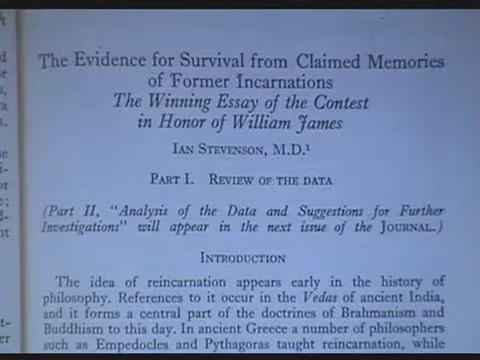 The Evidence for Survival from Claimed Memories
of Former Incarnations
The Winning Essay of the Contest
in Honor of William James
IAN STEVENSON, M.D.¹
PART I. REVIEW OF THE DATA
(Part II, "Analysis of the Data and Suggestions for Further
Investigations" will appear in the next issue of the JOURNAL.)
INTRODUCTION
The idea of reincarnation appears early in the history of
philosophy. References to it occur in the Vedas of ancient India,
and it forms a central part of the doctrines of Brahmanism and
Buddhism to this day. In ancient Greece a number of philosophers
such as Empedocles and Pythagoras taught reincarnation, while